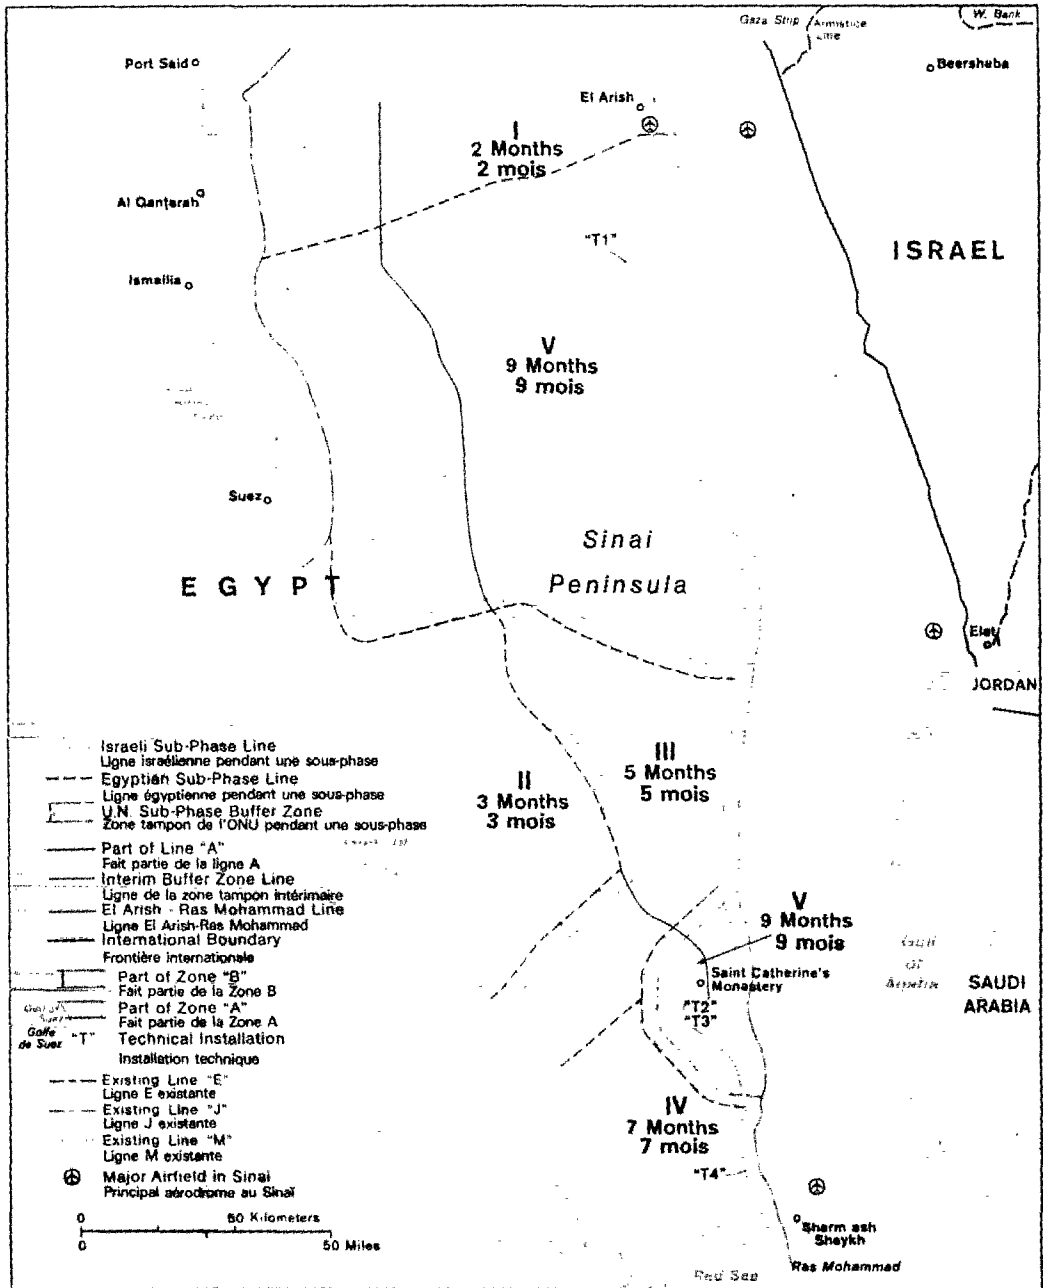 Gaza Strip
Armistice
Line
W. Bank
Port Said
Beersheba
El Arish
I
2 Months
2 mois
Al Qanṭarah
"T1"
ISRAEL
Ismailia
V
9 Months
9 mois
Suez
Sinai
Peninsula
EGYPT
Elat
JORDAN
III
5 Months
5 mois
II
3 Months
3 mois
V
9 Months
9 mois
Saint Catherine's
Monastery
"T2"
"T3"
Gulf
of
SAUDI
ARABIA
IV
7 Months
7 mois
"T4"
Sharm ash
Shaykh
Ras Mohammad
Red Sea
Israeli Sub-Phase Line
Ligne israélienne pendant une sous-phase
Egyptian Sub-Phase Line
Ligne égyptienne pendant une sous-phase
U.N. Sub-Phase Buffer Zone
Zone tampon de l'ONU pendant une sous-phase
Part of Line "A"
Fait partie de la ligne A
Interim Buffer Zone Line
Ligne de la zone tampon intérimaire
El Arish - Ras Mohammad Line
Ligne El Arish-Ras Mohammad
International Boundary
Frontière internationale
Part of Zone "B"
Fait partie de la Zone B
Part of Zone "A"
Fait partie de la Zone A
Golfe
de Suez
"T" Technical Installation
Installation technique
Existing Line "E"
Ligne E existante
Existing Line "J"
Ligne J existante
Existing Line "M"
Ligne M existante
Major Airfield in Sinai
Principal aérodrome au Sinaï
0 50 Kilometers
0 50 Miles